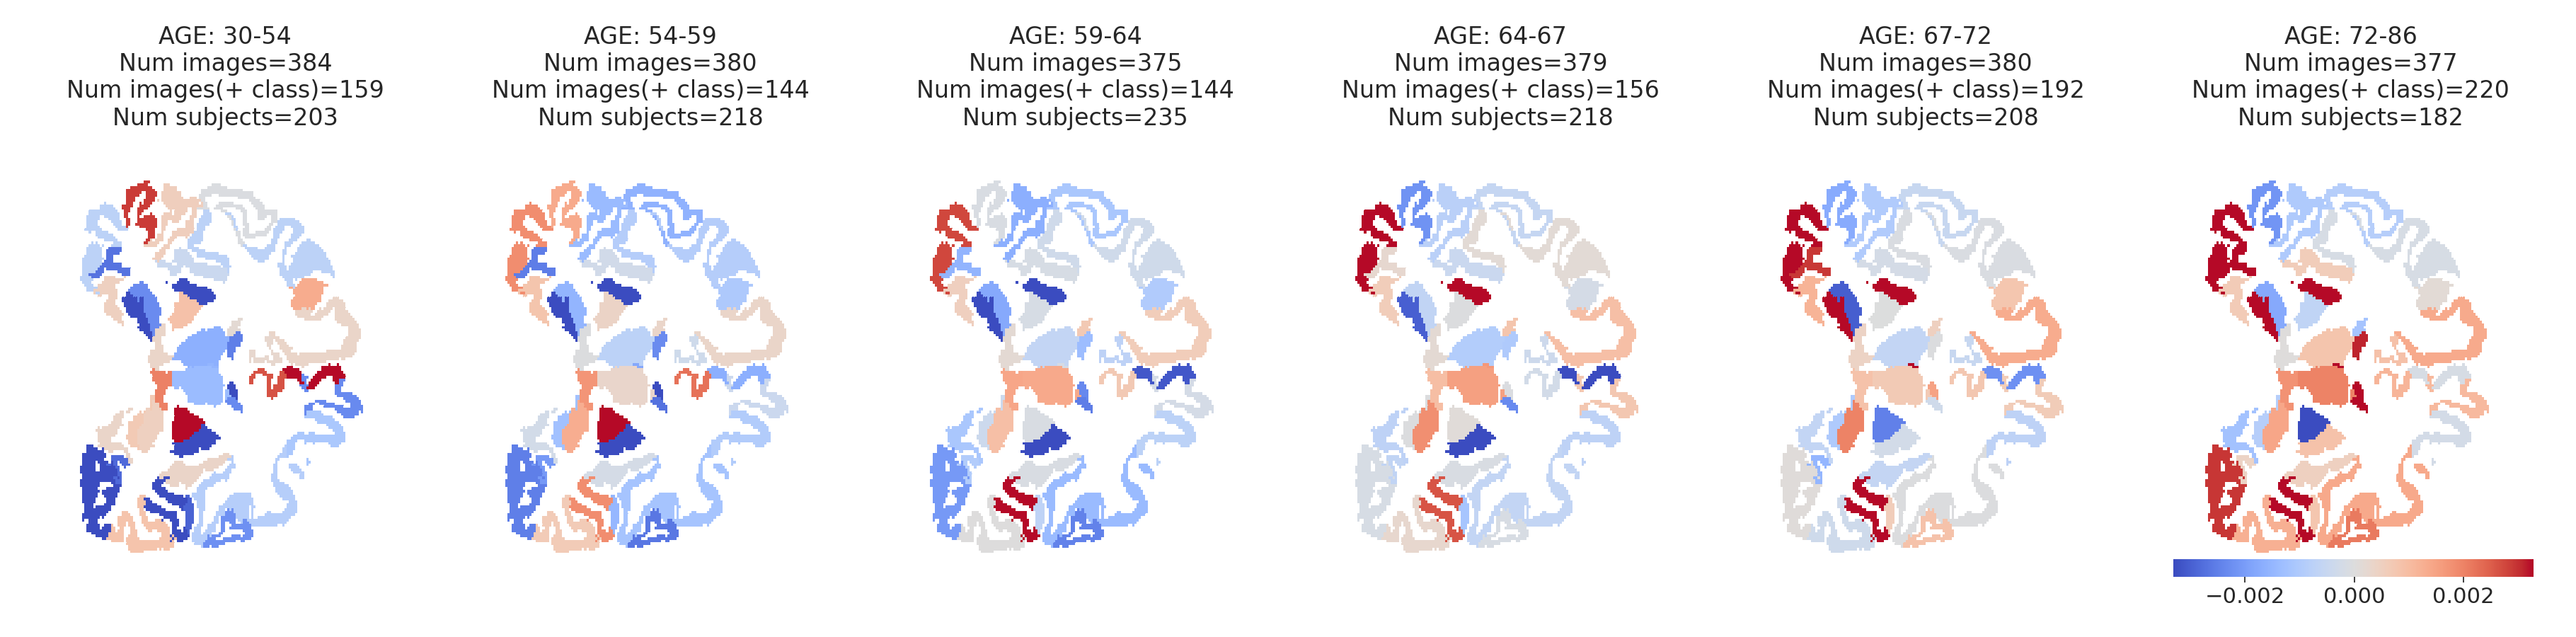 AGE: 30-54
Num images=384
Num images(+ class)=159
Num subjects=203
AGE: 54-59
Num images=380
Num images(+ class)=144
Num subjects=218
AGE: 59-64
Num images=375
Num images(+ class)=144
Num subjects=235
AGE: 64-67
Num images=379
Num images(+ class)=156
Num subjects=218
AGE: 67-72
Num images=380
Num images(+ class)=192
Num subjects=208
AGE: 72-86
Num images=377
Num images(+ class)=220
Num subjects=182
−0.002 0.000 0.002